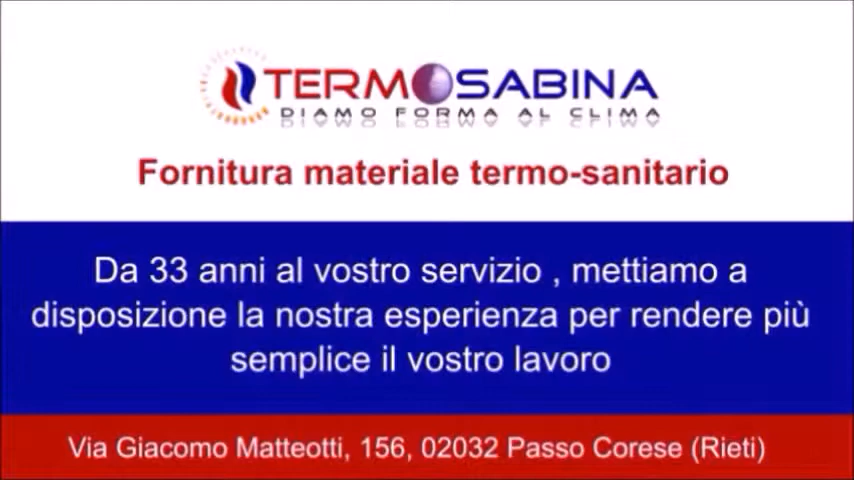 TERMOSABINA
DIAMO FORMA AL CLIMA
Fornitura materiale termo-sanitario
Da 33 anni al vostro servizio , mettiamo a
disposizione la nostra esperienza per rendere più
semplice il vostro lavoro
Via Giacomo Matteotti, 156, 02032 Passo Corese (Rieti)